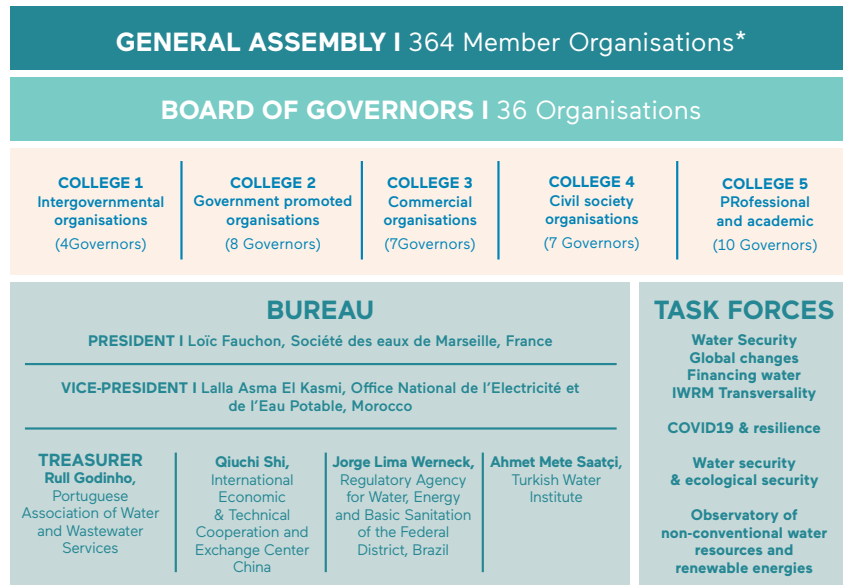 GENERAL ASSEMBLY I 364 Member Organisations*
BOARD OF GOVERNORS I 36 Organisations
COLLEGE 1
Intergovernmental
organisations
(4Governors)
COLLEGE 2
Government promoted
organisations
(8 Governors)
COLLEGE 3
Commercial
organisations
(7Governors)
COLLEGE 4
Civil society
organisations
(7 Governors)
COLLEGE 5
PRofessional
and academic
(10 Governors)
BUREAU
PRESIDENT I Loïc Fauchon, Société des eaux de Marseille, France
VICE-PRESIDENT I Lalla Asma El Kasmi, Office National de l'Electricité et
de l'Eau Potable, Morocco
TREASURER
Rull Godinho,
Portuguese
Association of Water
and Wastewater
Services
Qiuchi Shi,
International
Economic
& Technical
Cooperation and
Exchange Center
China
Jorge Lima Werneck,
Regulatory Agency
for Water, Energy
and Basic Sanitation
of the Federal
District, Brazil
Ahmet Mete Saatçi,
Turkish Water
Institute
TASK FORCES
Water Security
Global changes
Financing water
IWRM Transversality
COVID19 & resilience
Water security
& ecological security
Observatory of
non-conventional water
resources and
renewable energies